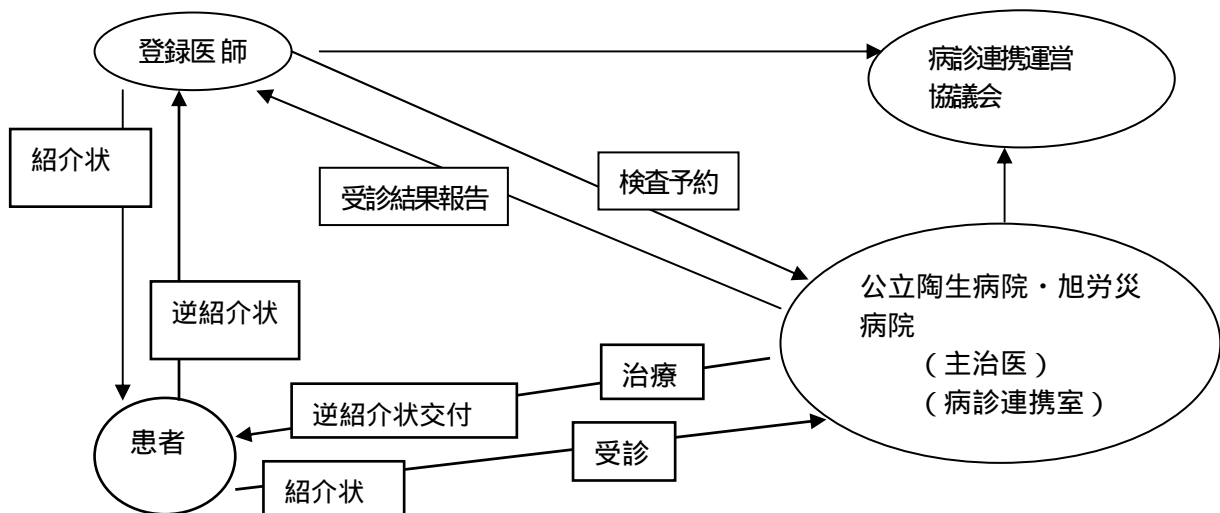 登録医師
病診連携運営
協議会
紹介状
受診結果報告
検査予約
逆紹介状
公立陶生病院・旭労災
病院
（主治医）
（病診連携室）
治療
逆紹介状交付
患者
受診
紹介状